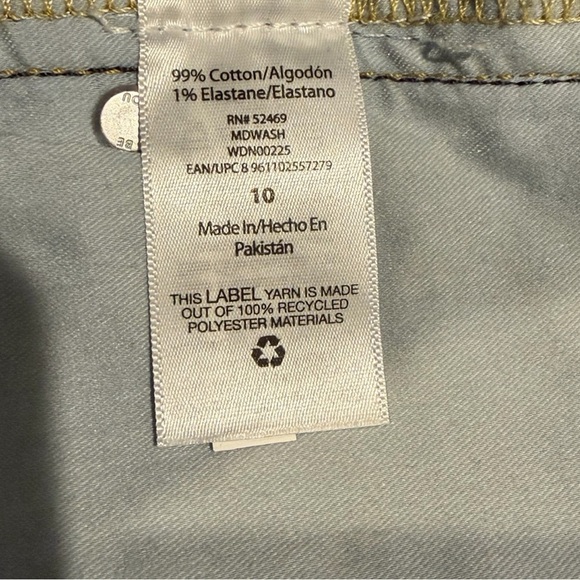 99% Cotton/Algodón
1% Elastane/Elastano
RN# 52469
MDWASH
WDN00225
EAN/UPC 8 961102557279
10
Made In/Hecho En
Pakistán
THIS LABEL YARN IS MADE
OUT OF 100% RECYCLED
POLYESTER MATERIALS